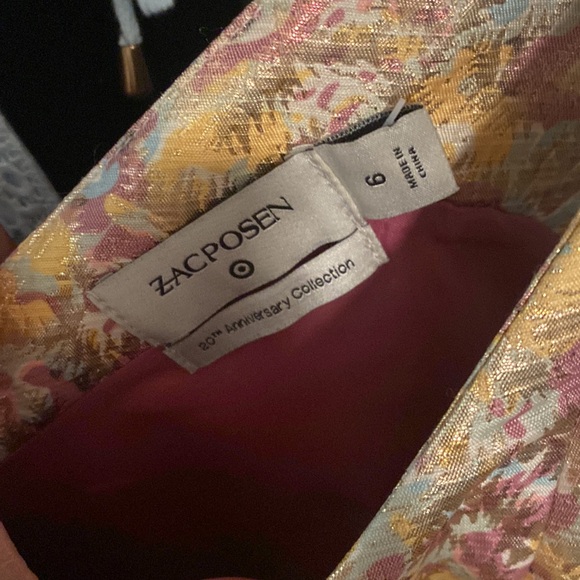 ZAC POSEN
20TH Anniversary Collection
6
MADE IN
CHINA